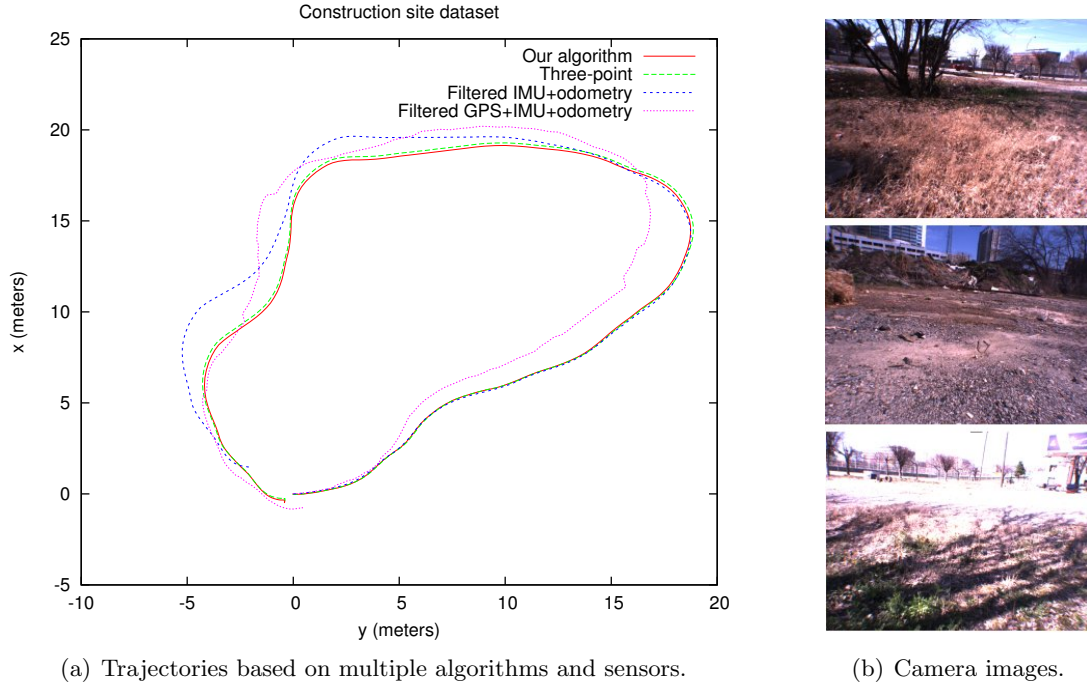 Construction site dataset
25
20
15
10
5
0
-5
-10
-5
0
5
10
15
20
x (meters)
y (meters)
Our algorithm
Three-point
Filtered IMU+odometry
Filtered GPS+IMU+odometry
(a) Trajectories based on multiple algorithms and sensors.
(b) Camera images.